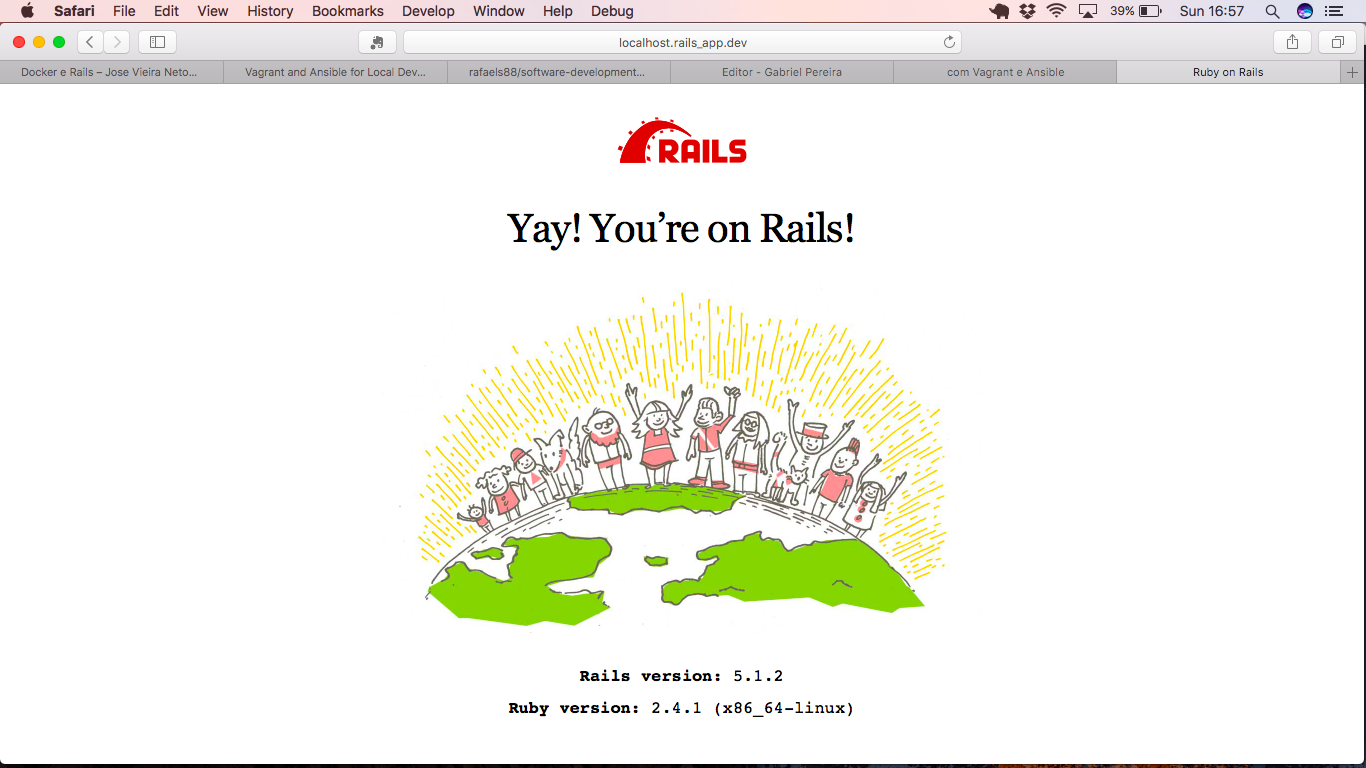 Safari File Edit View History Bookmarks Develop Window Help Debug 39% Sun 16:57
localhost.rails_app.dev
Docker e Rails – Jose Vieira Neto... Vagrant and Ansible for Local Dev... rafaels88/software-development... Editor - Gabriel Pereira com Vagrant e Ansible Ruby on Rails
RAILS
Yay! You’re on Rails!
Rails version: 5.1.2
Ruby version: 2.4.1 (x86_64-linux)